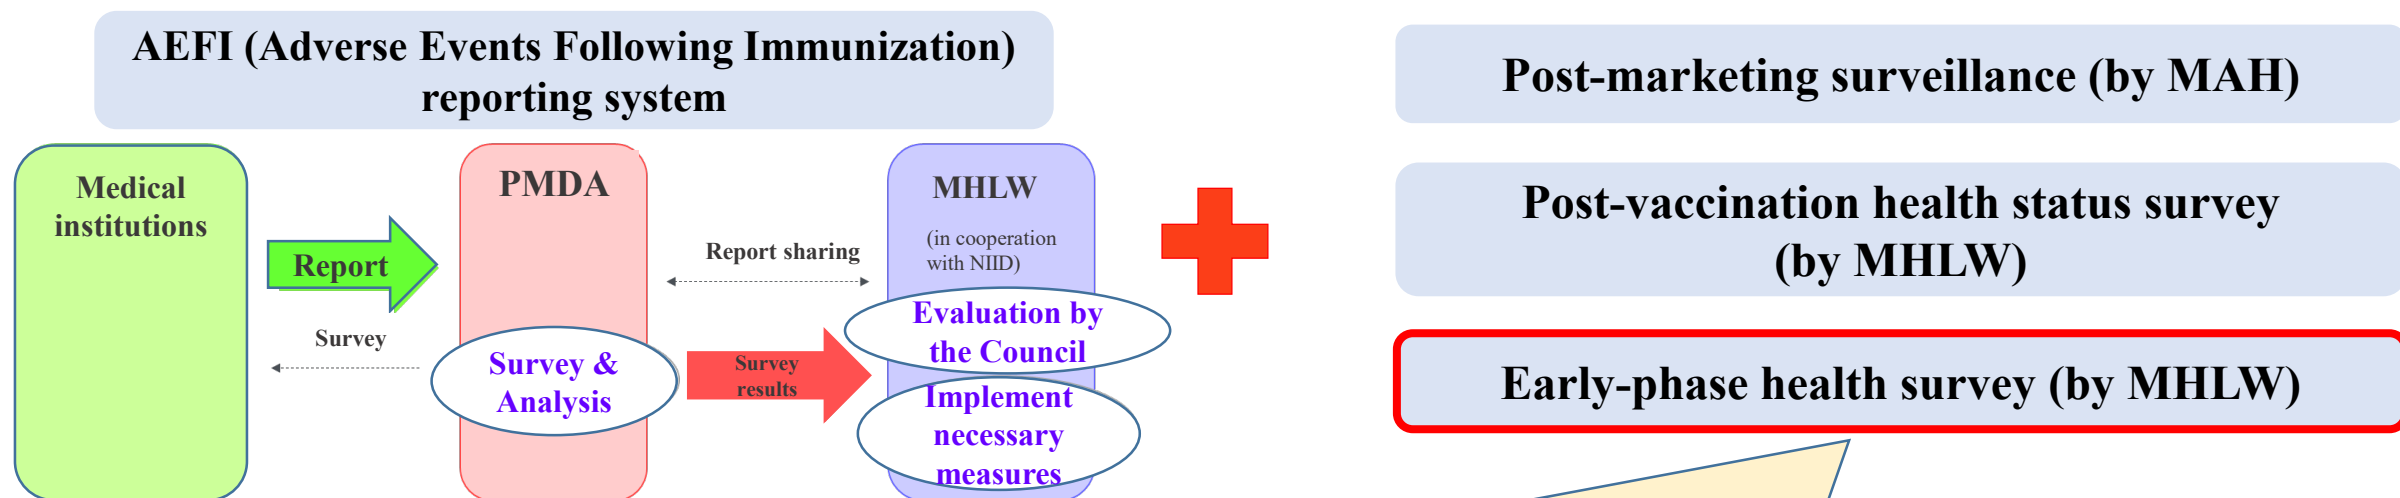 AEFI (Adverse Events Following Immunization)
reporting system
Medical
institutions
Report
Survey
PMDA
Survey &
Analysis
Report sharing
Survey
results
MHLW
(in cooperation
with NIID)
Evaluation by
the Council
Implement
necessary
measures
Post-marketing surveillance (by MAH)
Post-vaccination health status survey
(by MHLW)
Early-phase health survey (by MHLW)